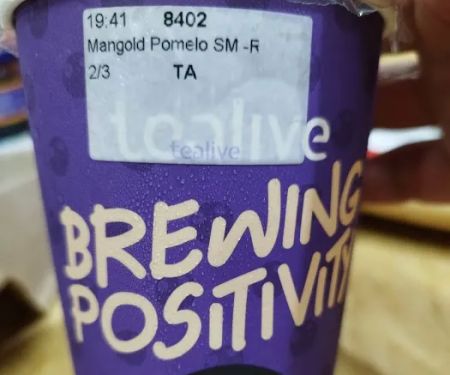 19:41 8402
Mangold Pomelo SM -R
2/3 TA
tealive
tealive
BREWING
POSITIVITY